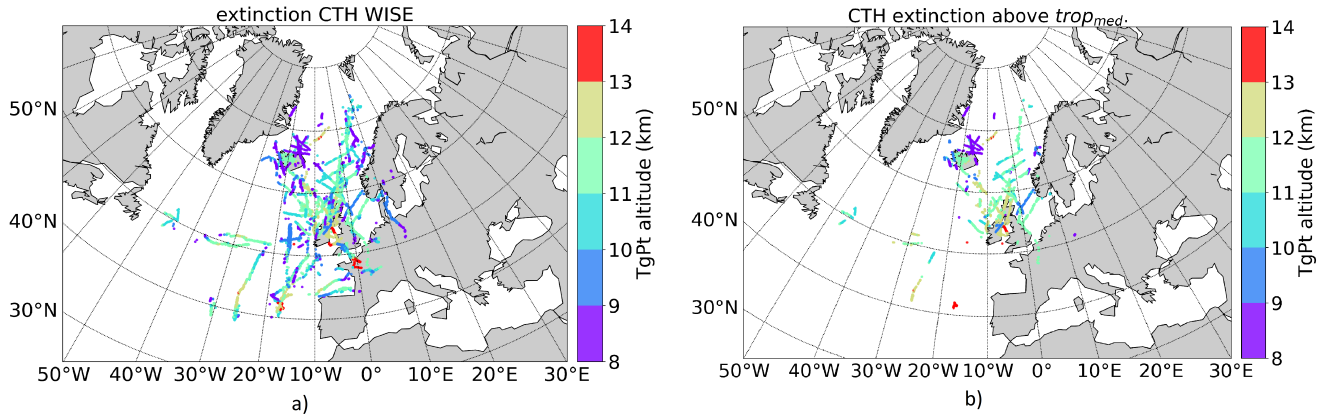 extinction CTH WISE
50°N
40°N
30°N
50°W 40°W 30°W 20°W 10°W 0° 10°E 20°E 30°E
14
13
12
11
10
9
8
TgPt altitude (km)
a)
CTH extinction above trop_med.
50°N
40°N
30°N
50°W 40°W 30°W 20°W 10°W 0° 10°E 20°E 30°E
14
13
12
11
10
9
8
TgPt altitude (km)
b)